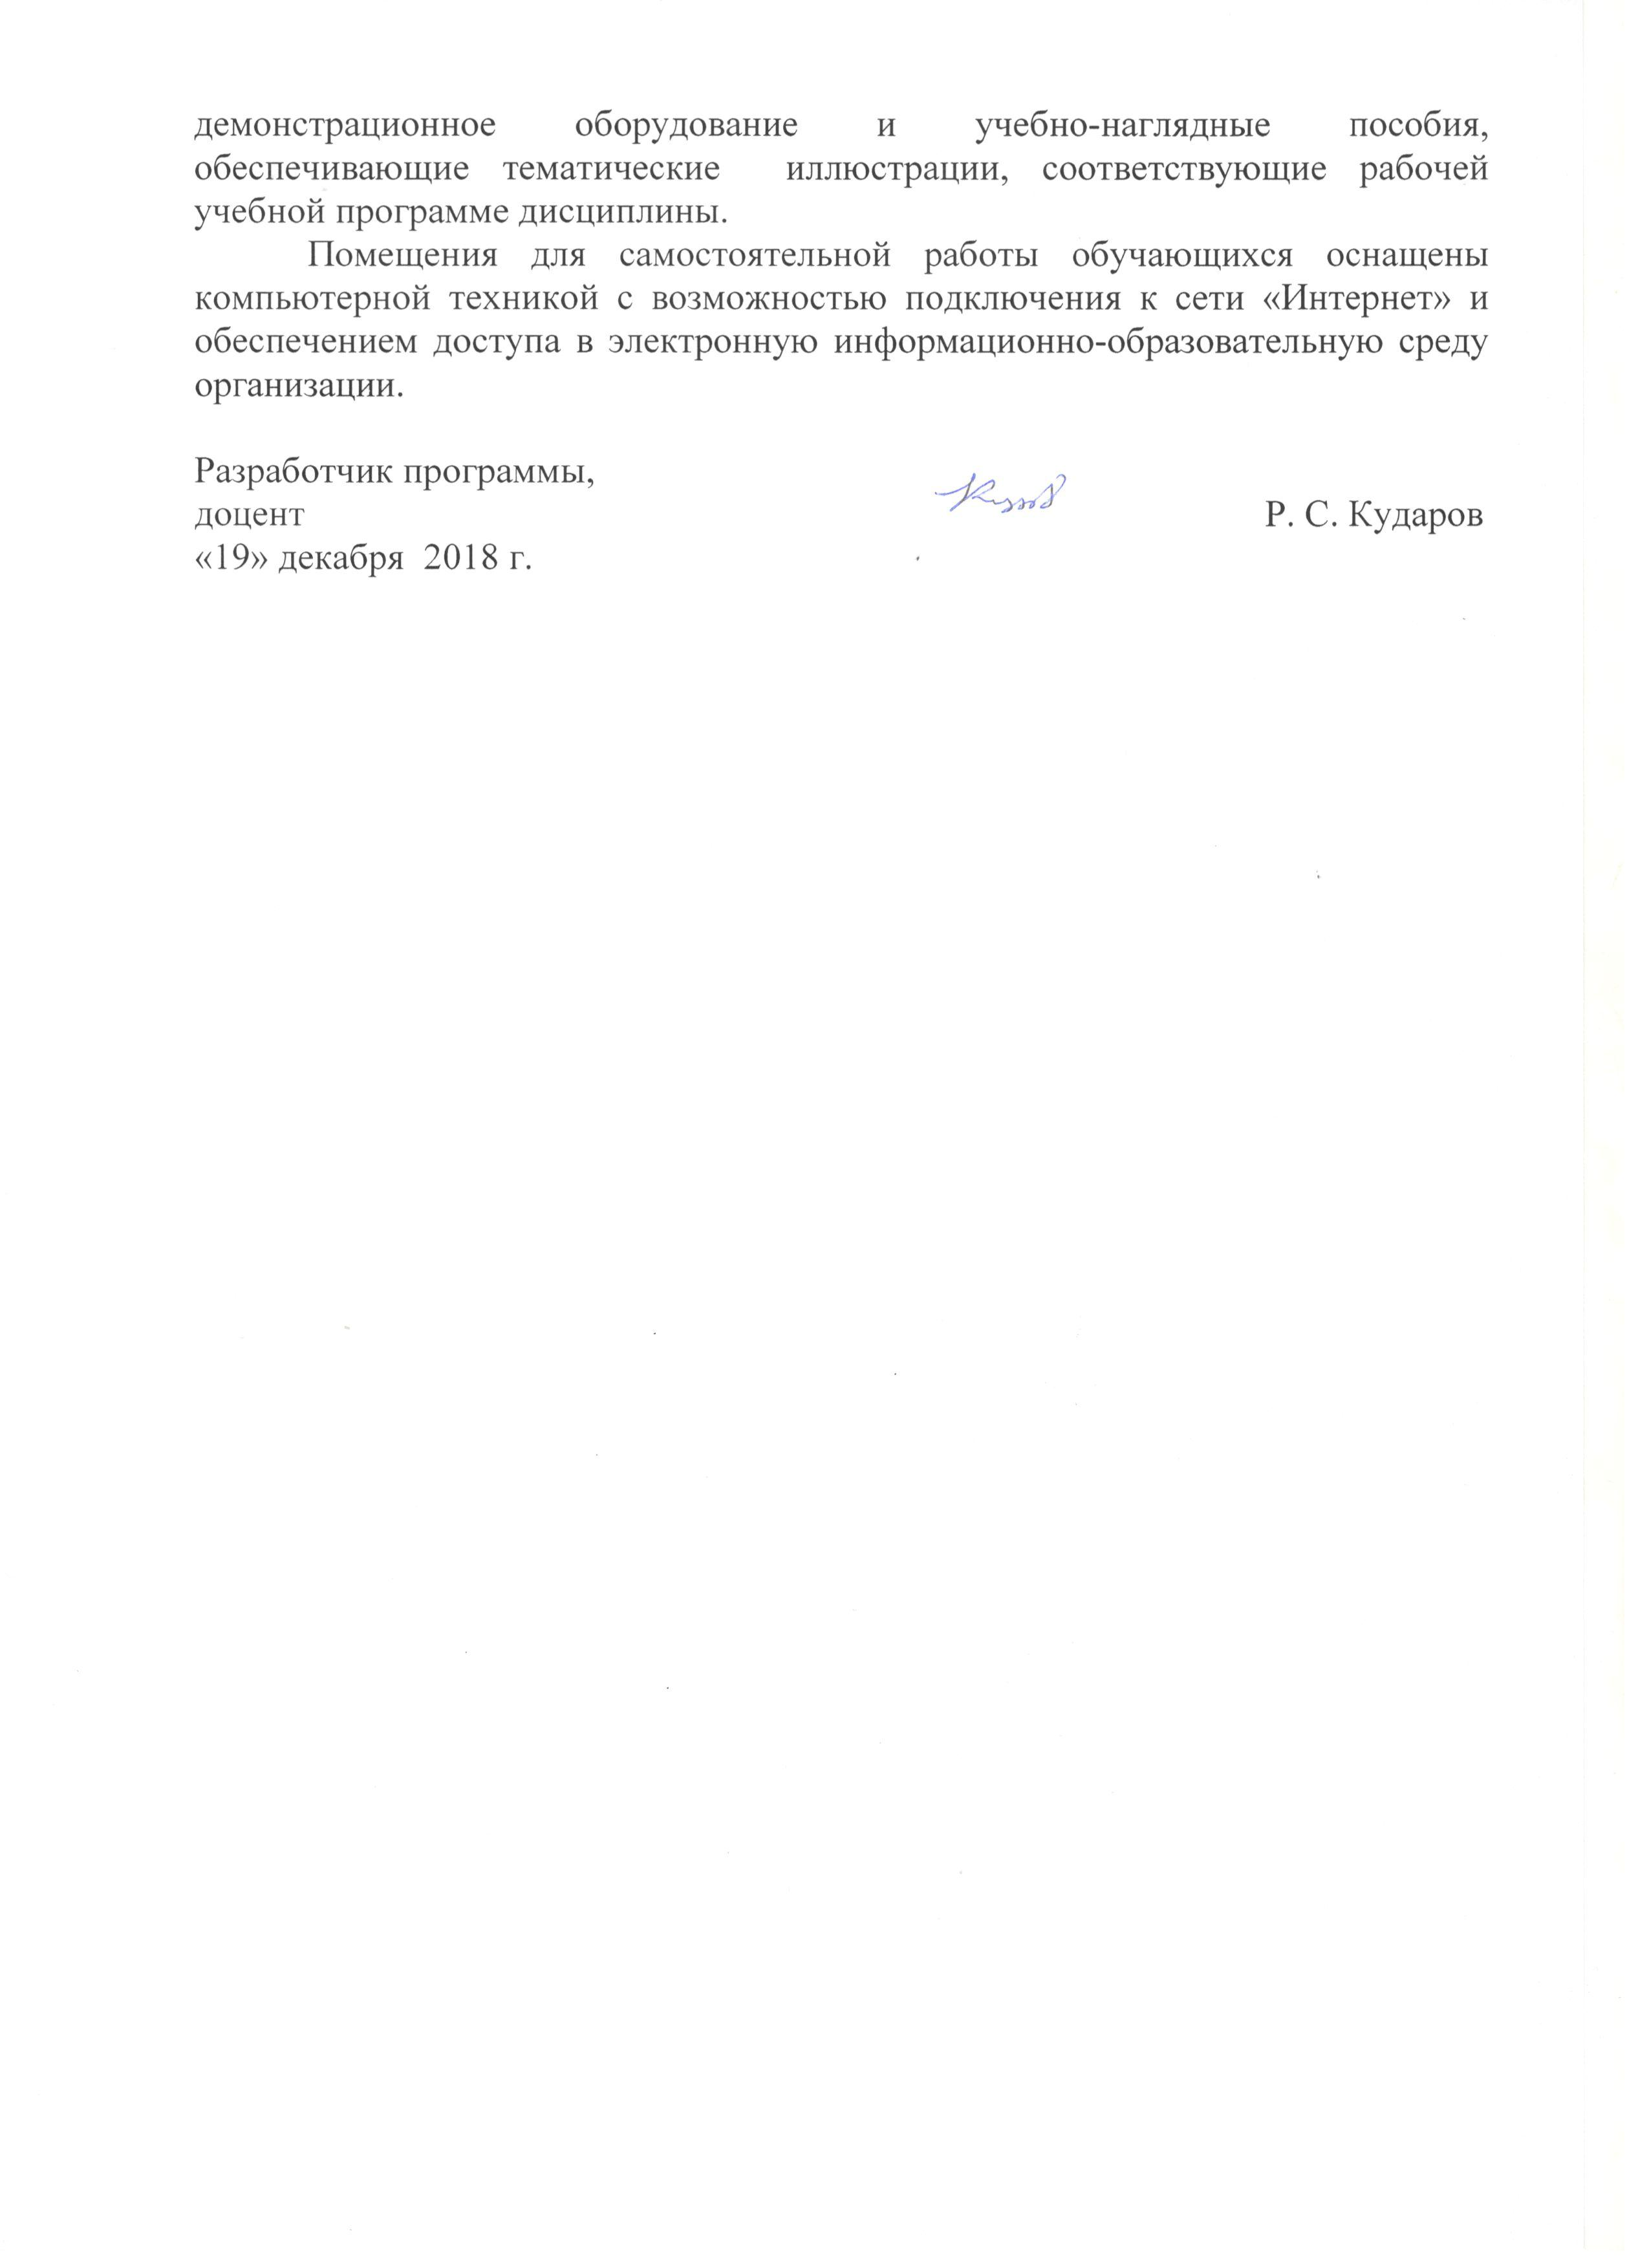 демонстрационное оборудование и учебно-наглядные пособия,
обеспечивающие тематические иллюстрации, соответствующие рабочей
учебной программе дисциплины.
Помещения для самостоятельной работы обучающихся оснащены
компьютерной техникой с возможностью подключения к сети «Интернет» и
обеспечением доступа в электронную информационно-образовательную среду
организации.
Разработчик программы,
доцент Р. С. Кударов
«19» декабря 2018 г.